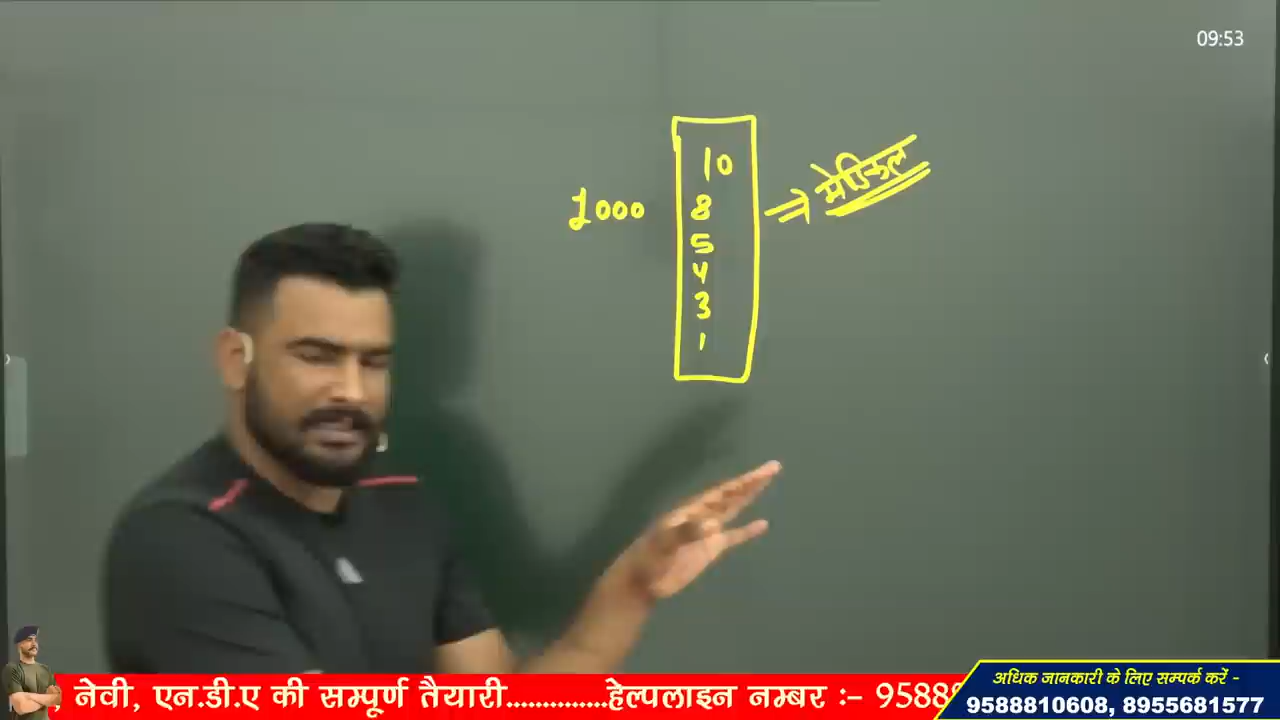 09:53
10
1000 8 ⇒ मेडिकल
5
4
3
1
, नेवी, एन.डी.ए की सम्पूर्ण तैयारी...............हेल्पलाइन नम्बर :- 9588
अधिक जानकारी के लिए सम्पर्क करें -
9588810608, 8955681577